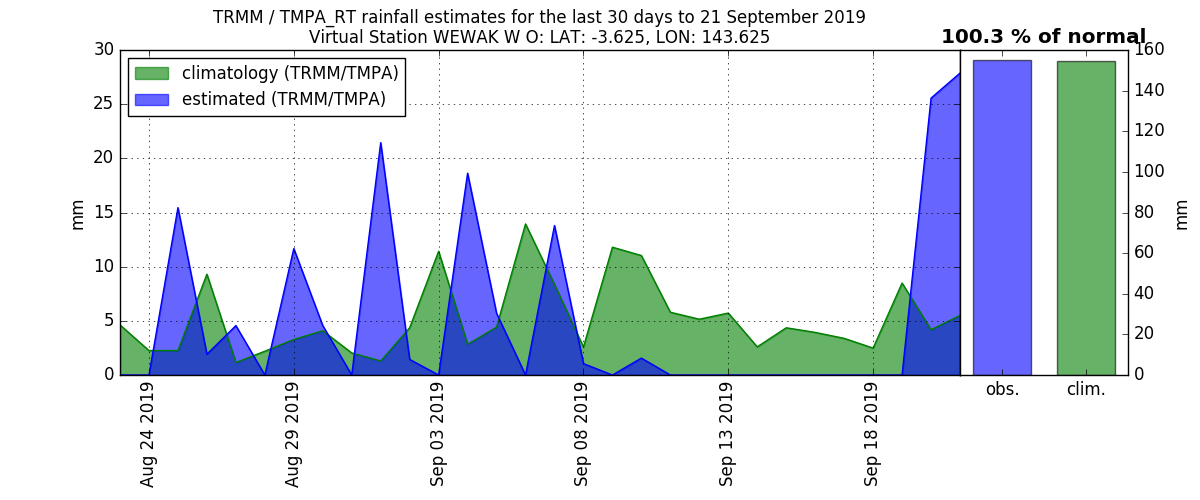 TRMM / TMPA_RT rainfall estimates for the last 30 days to 21 September 2019
Virtual Station WEWAK W O: LAT: -3.625, LON: 143.625
100.3 % of normal
climatology (TRMM/TMPA)
estimated (TRMM/TMPA)
30
25
20
15
10
5
0
mm
Aug 24 2019
Aug 29 2019
Sep 03 2019
Sep 08 2019
Sep 13 2019
Sep 18 2019
obs.
clim.
160
140
120
100
80
60
40
20
0
mm